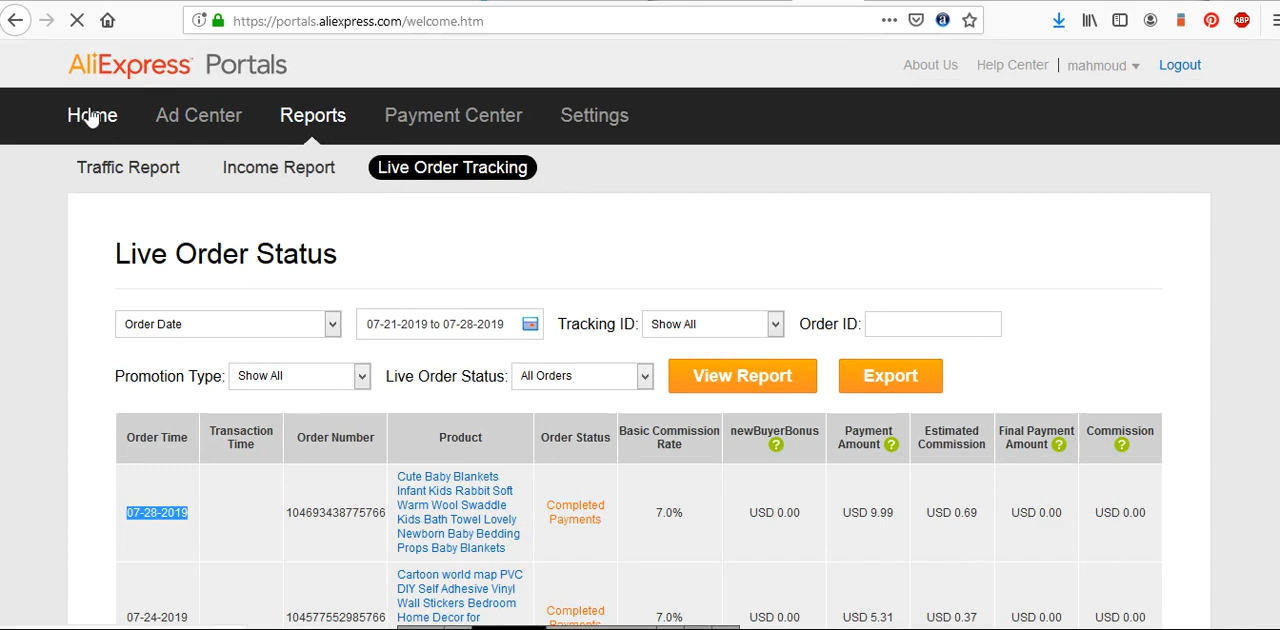 https://portals.aliexpress.com/welcome.htm
ABP
AliExpress Portals
About Us Help Center mahmoud Logout
Home Ad Center Reports Payment Center Settings
Traffic Report Income Report Live Order Tracking
Live Order Status
Order Date 07-21-2019 to 07-28-2019 Tracking ID: Show All Order ID:
Promotion Type: Show All Live Order Status: All Orders View Report Export
Order Time
Transaction
Time
Order Number
Product
Order Status
Basic Commission
Rate
newBuyerBonus
?
Payment
Amount ?
Estimated
Commission
Final Payment
Amount ?
Commission
?
07-28-2019
104693438775766
Cute Baby Blankets
Infant Kids Rabbit Soft
Warm Wool Swaddle
Kids Bath Towel Lovely
Newborn Baby Bedding
Props Baby Blankets
Completed
Payments
7.0%
USD 0.00
USD 9.99
USD 0.69
USD 0.00
USD 0.00
07-24-2019
104577552985766
Cartoon world map PVC
DIY Self Adhesive Vinyl
Wall Stickers Bedroom
Home Decor for
Completed
Payments
7.0%
USD 0.00
USD 5.31
USD 0.37
USD 0.00
USD 0.00